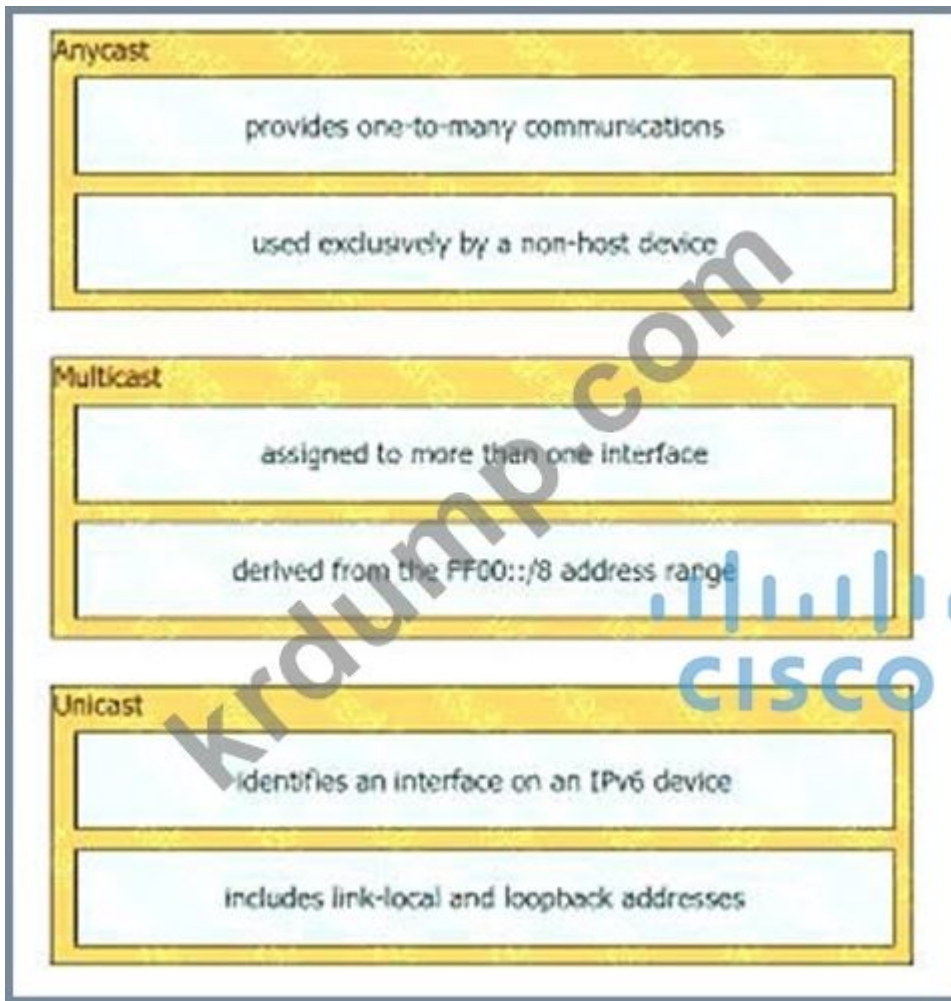 Anycast
provides one-to-many communications
used exclusively by a non-host device
Multicast
assigned to more than one interface
derived from the FF00::/8 address range
CISCO
Unicast
identifies an interface on an IPv6 device
includes link-local and loopback addresses
krdump.com